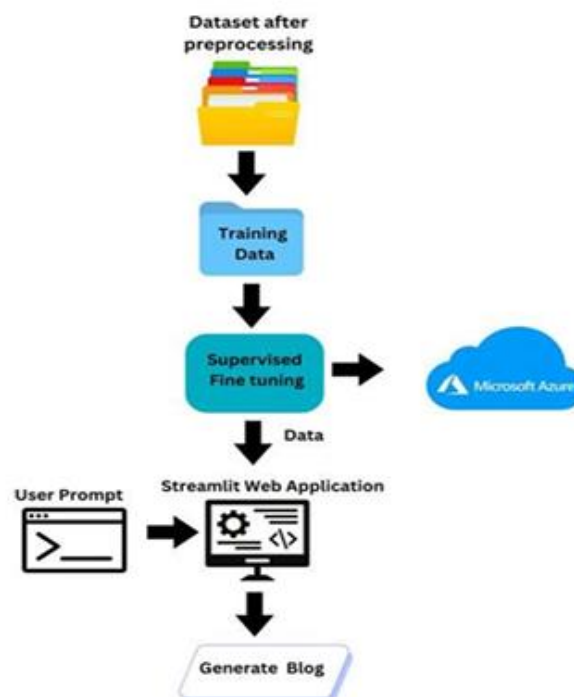 Dataset after
preprocessing
Training
Data
Supervised
Fine tuning
Microsoft Azure
Data
User Prompt
Streamlit Web Application
Generate Blog